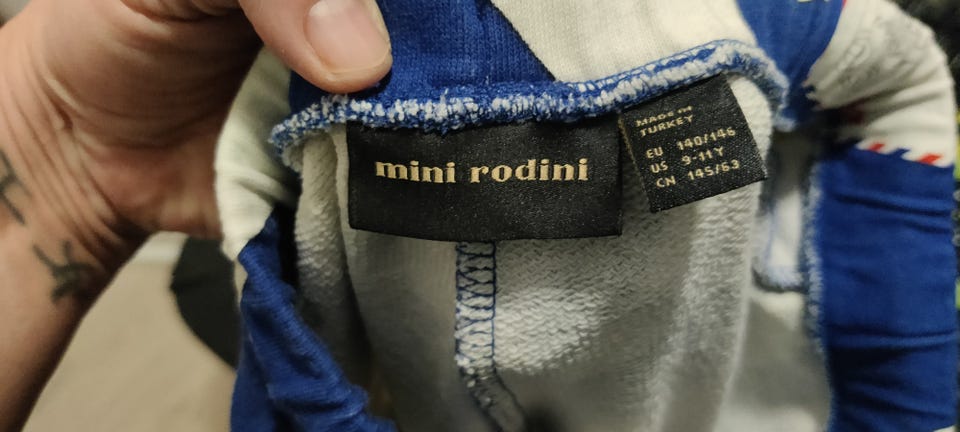 mini rodini
MADE IN
TURKEY
EU 140/146
US 9-11Y
CN 145/63